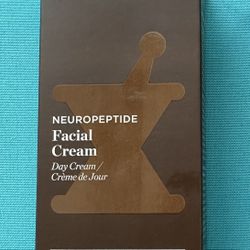 NEUROPEPTIDE
Facial
Cream
Day Cream /
Crème de Jour